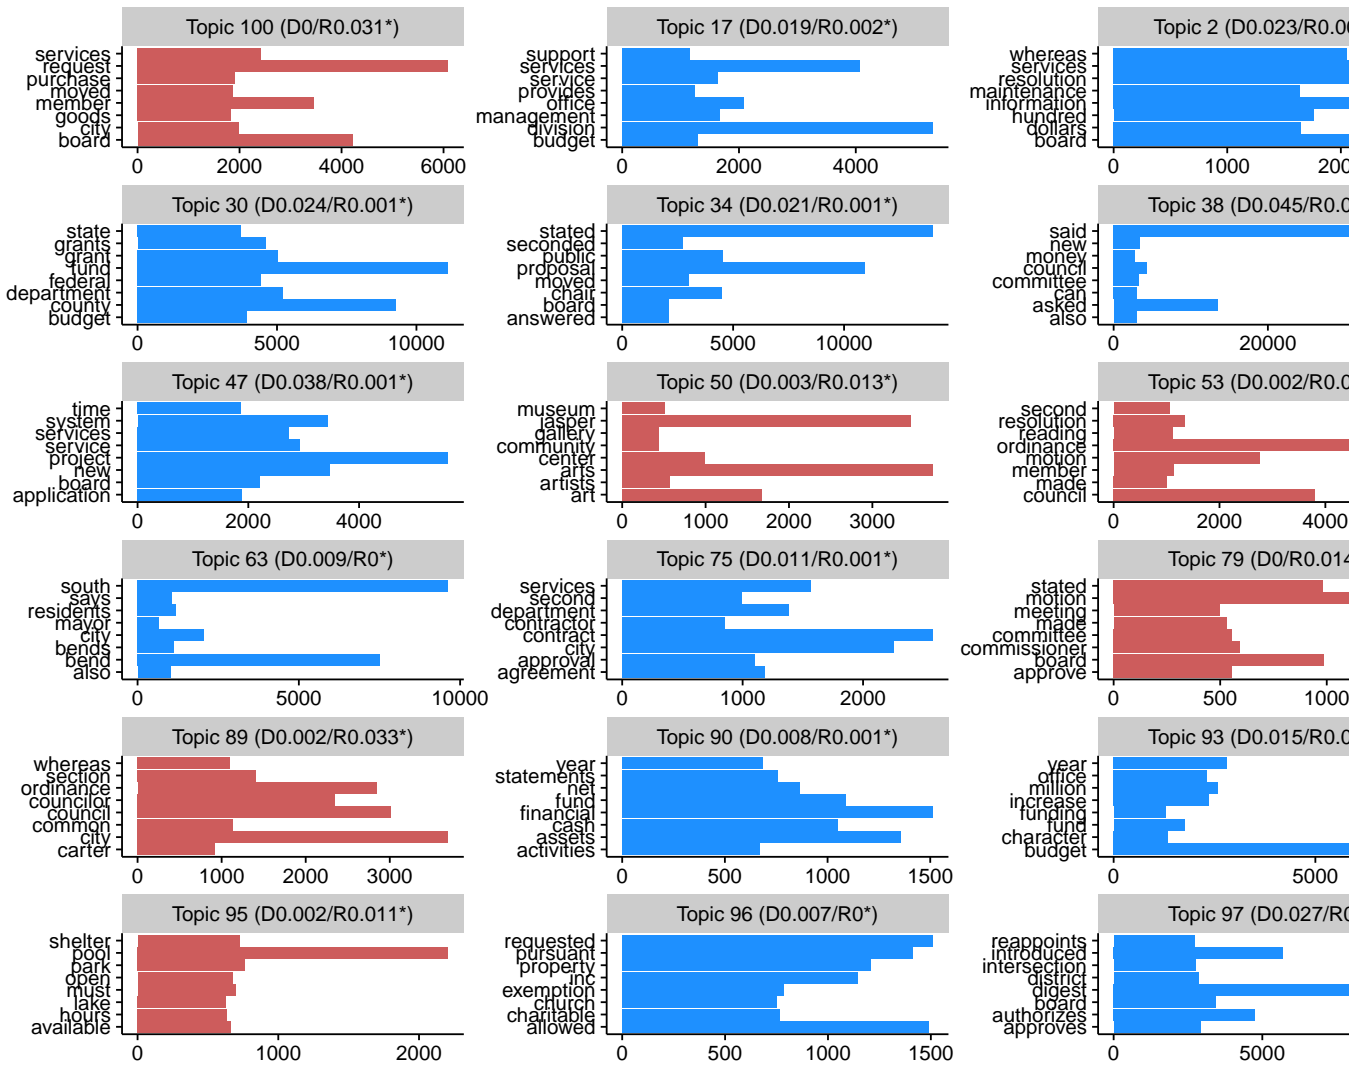 Topic 100 (D0/R0.031*)
services
request
purchase
moved
member
goods
city
board
0 2000 4000 6000
Topic 17 (D0.019/R0.002*)
support
services
service
provides
office
management
division
budget
0 2000 4000
Topic 2 (D0.023/R0.00
whereas
services
resolution
maintenance
information
hundred
dollars
board
0 1000 200
Topic 30 (D0.024/R0.001*)
state
grants
grant
fund
federal
department
county
budget
0 5000 10000
Topic 34 (D0.021/R0.001*)
stated
seconded
public
proposal
moved
chair
board
answered
0 5000 10000
Topic 38 (D0.045/R0.0
said
new
money
council
committee
can
asked
also
0 20000
Topic 47 (D0.038/R0.001*)
time
system
services
service
project
new
board
application
0 2000 4000
Topic 50 (D0.003/R0.013*)
museum
jasper
gallery
community
center
arts
artists
art
0 1000 2000 3000
Topic 53 (D0.002/R0.0
second
resolution
reading
ordinance
motion
member
made
council
0 2000 4000
Topic 63 (D0.009/R0*)
south
says
residents
mayor
city
bends
bend
also
0 5000 10000
Topic 75 (D0.011/R0.001*)
services
second
department
contractor
contract
city
approval
agreement
0 1000 2000
Topic 79 (D0/R0.014
stated
motion
meeting
made
committee
commissioner
board
approve
0 500 1000
Topic 89 (D0.002/R0.033*)
whereas
section
ordinance
councilor
council
common
city
carter
0 1000 2000 3000
Topic 90 (D0.008/R0.001*)
year
statements
net
fund
financial
cash
assets
activities
0 500 1000 1500
Topic 93 (D0.015/R0.0
year
office
million
increase
funding
fund
character
budget
0 5000
Topic 95 (D0.002/R0.011*)
shelter
pool
park
open
must
lake
hours
available
0 1000 2000
Topic 96 (D0.007/R0*)
requested
pursuant
property
inc
exemption
church
charitable
allowed
0 500 1000 1500
Topic 97 (D0.027/R0
reappoints
introduced
intersection
district
digest
board
authorizes
approves
0 5000